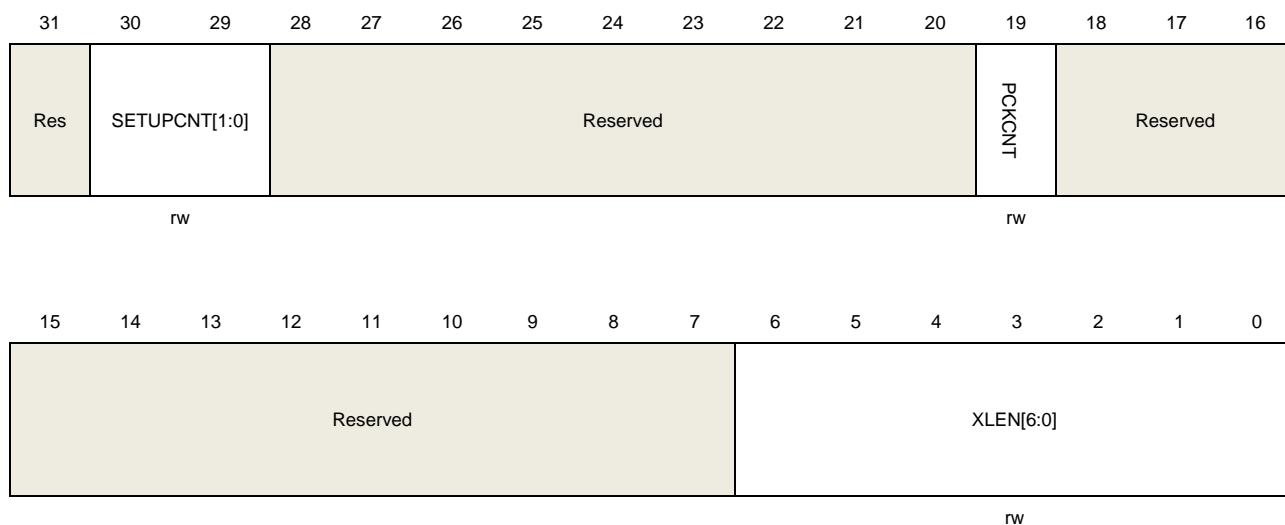 31 30 29 28 27 26 25 24 23 22 21 20 19 18 17 16
Res SETUPCNT[1:0] Reserved PCKCNT Reserved
rw rw
15 14 13 12 11 10 9 8 7 6 5 4 3 2 1 0
Reserved XLEN[6:0]
rw